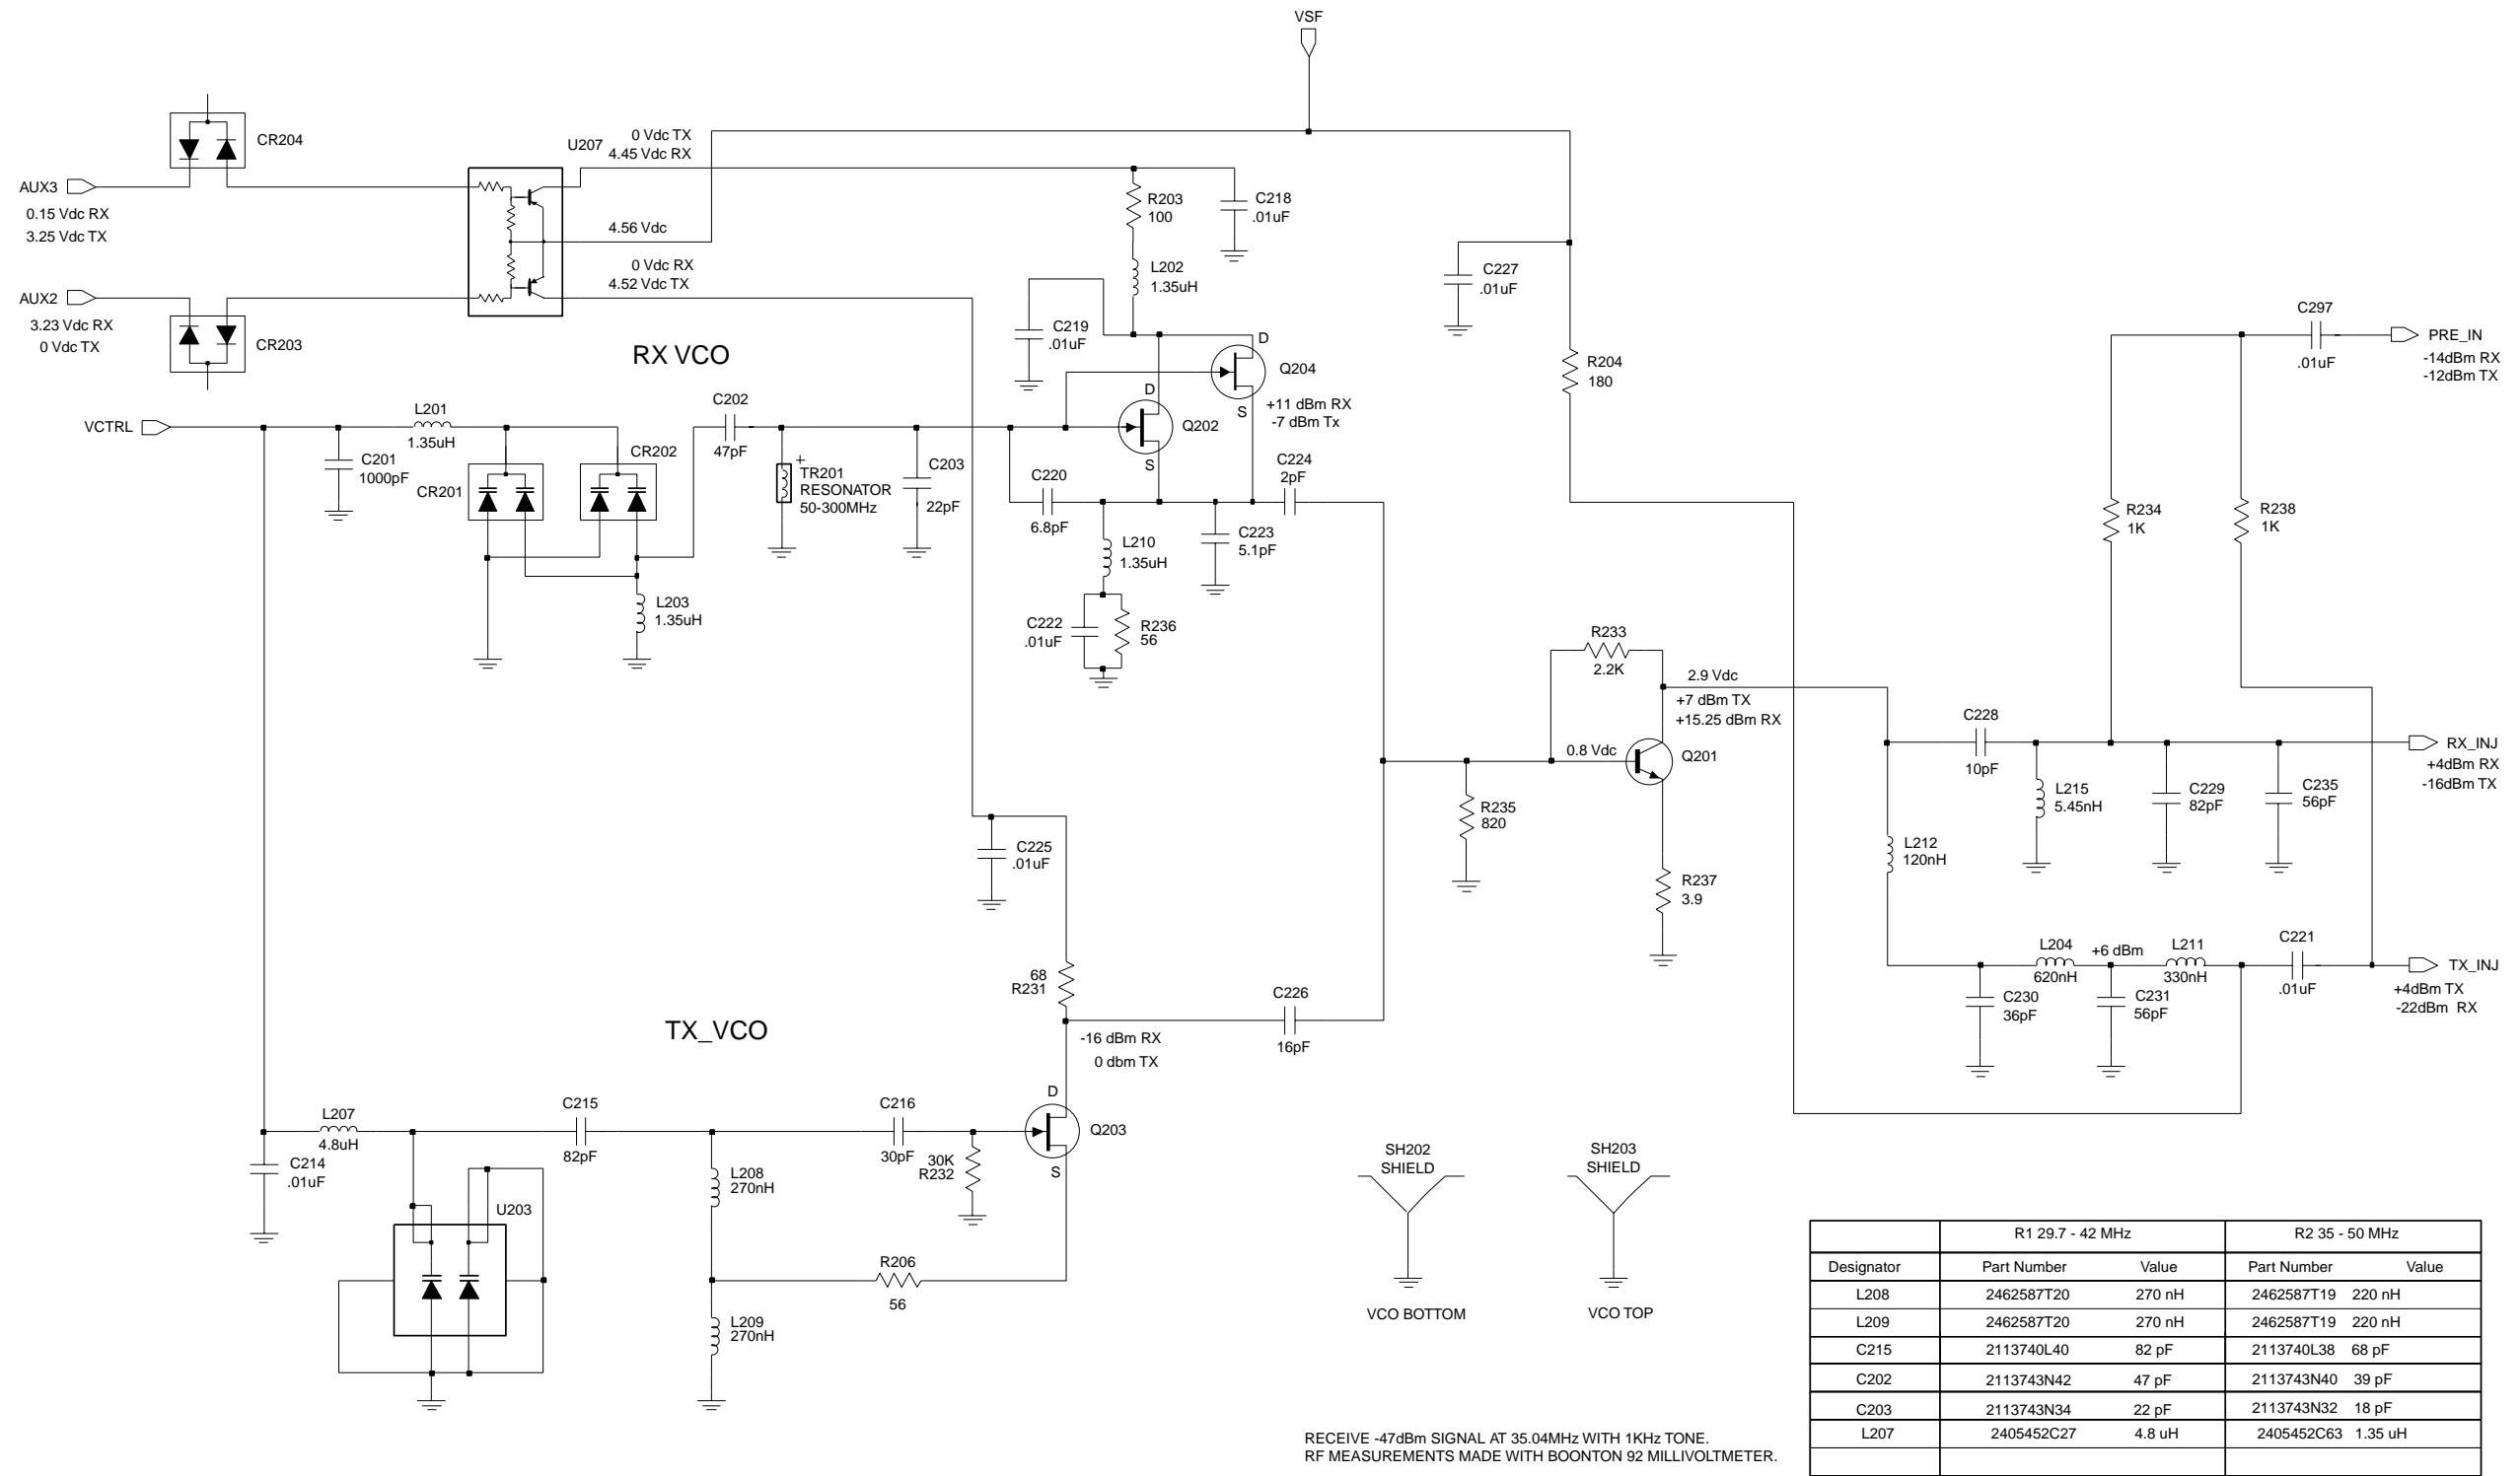 VSF
CR204
U207
0 Vdc TX
4.45 Vdc RX
AUX3
0.15 Vdc RX
3.25 Vdc TX
R203
100
C218
.01uF
4.56 Vdc
0 Vdc RX
4.52 Vdc TX
L202
1.35uH
C227
.01uF
AUX2
3.23 Vdc RX
0 Vdc TX
CR203
RX VCO
C219
.01uF
D
Q204
R204
180
C297
.01uF
PRE_IN
-14dBm RX
-12dBm TX
VCTRL
L201
1.35uH
C202
47pF
D
Q202
S
S
+11 dBm RX
-7 dBm Tx
C201
1000pF
CR201
CR202
+
TR201
RESONATOR
50-300MHz
C203
22pF
C220
6.8pF
C224
2pF
R234
1K
R238
1K
L210
1.35uH
C223
5.1pF
L203
1.35uH
C222
.01uF
R236
56
R233
2.2K
2.9 Vdc
+7 dBm TX
+15.25 dBm RX
C228
10pF
0.8 Vdc
Q201
RX_INJ
+4dBm RX
-16dBm TX
R235
820
L215
5.45nH
C229
82pF
C235
56pF
C225
.01uF
L212
120nH
R237
3.9
68
R231
L204
620nH
+6 dBm
L211
330nH
C221
.01uF
TX_INJ
+4dBm TX
-22dBm RX
C226
16pF
C230
36pF
C231
56pF
TX_VCO
-16 dBm RX
0 dbm TX
L207
4.8uH
C215
82pF
C216
30pF
D
Q203
S
C214
.01uF
30K
R232
L208
270nH
SH202
SHIELD
SH203
SHIELD
U203
R206
56
L209
270nH
VCO BOTTOM
VCO TOP
R1 29.7 - 42 MHz R2 35 - 50 MHz
Designator Part Number Value Part Number Value
L208 2462587T20 270 nH 2462587T19 220 nH
L209 2462587T20 270 nH 2462587T19 220 nH
C215 2113740L40 82 pF 2113740L38 68 pF
C202 2113743N42 47 pF 2113743N40 39 pF
C203 2113743N34 22 pF 2113743N32 18 pF
L207 2405452C27 4.8 uH 2405452C63 1.35 uH
RECEIVE -47dBm SIGNAL AT 35.04MHz WITH 1KHz TONE.
RF MEASUREMENTS MADE WITH BOONTON 92 MILLIVOLTMETER.